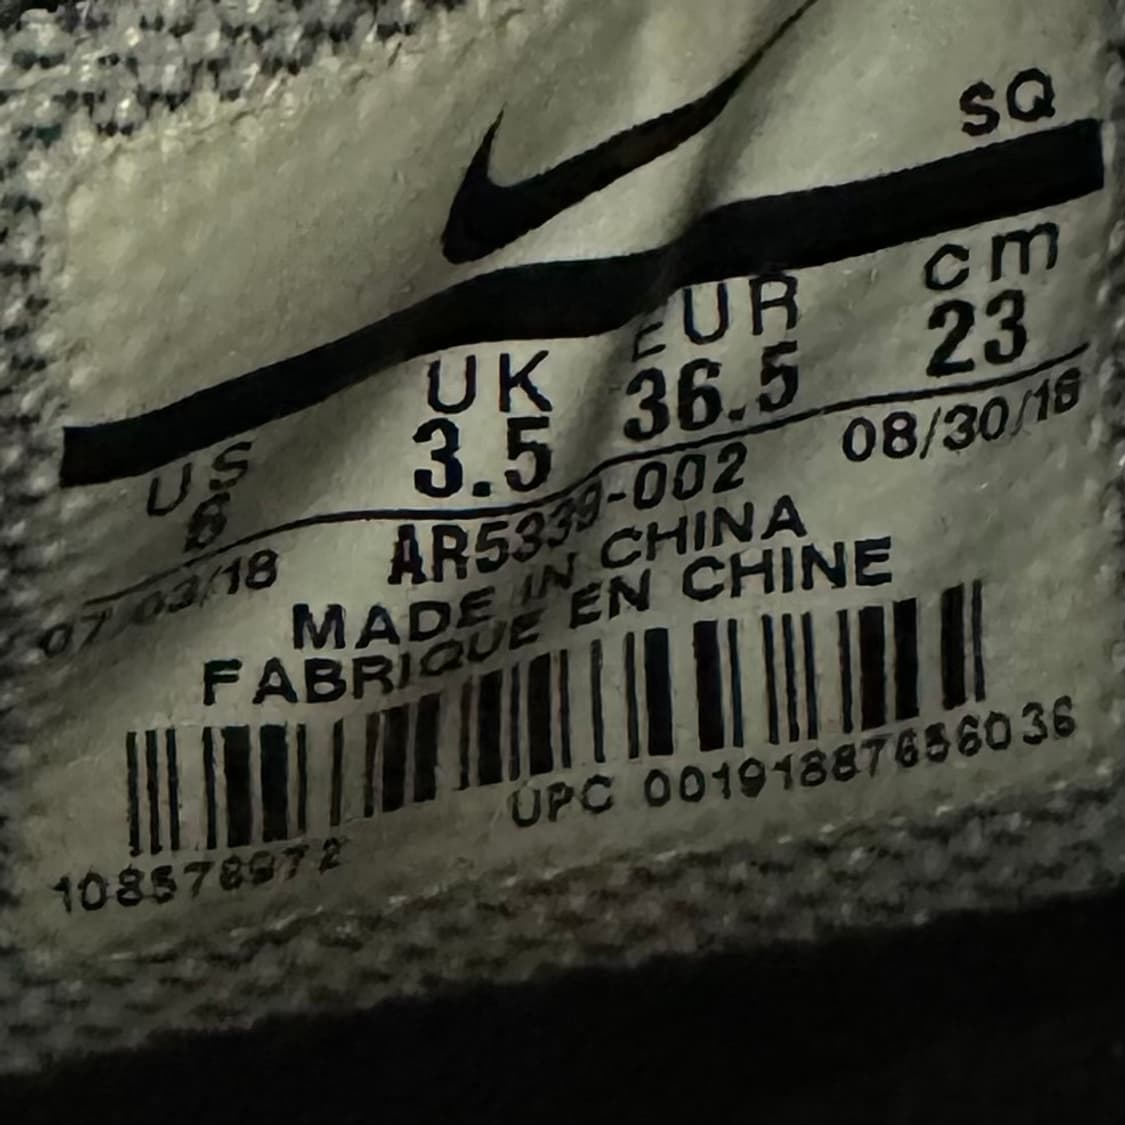 SQ
US UK EUR cm
6 3.5 36.5 23
07/03/18 AR5339-002 08/30/18
MADE IN CHINA
FABRIQUE EN CHINE
UPC 00191887656036